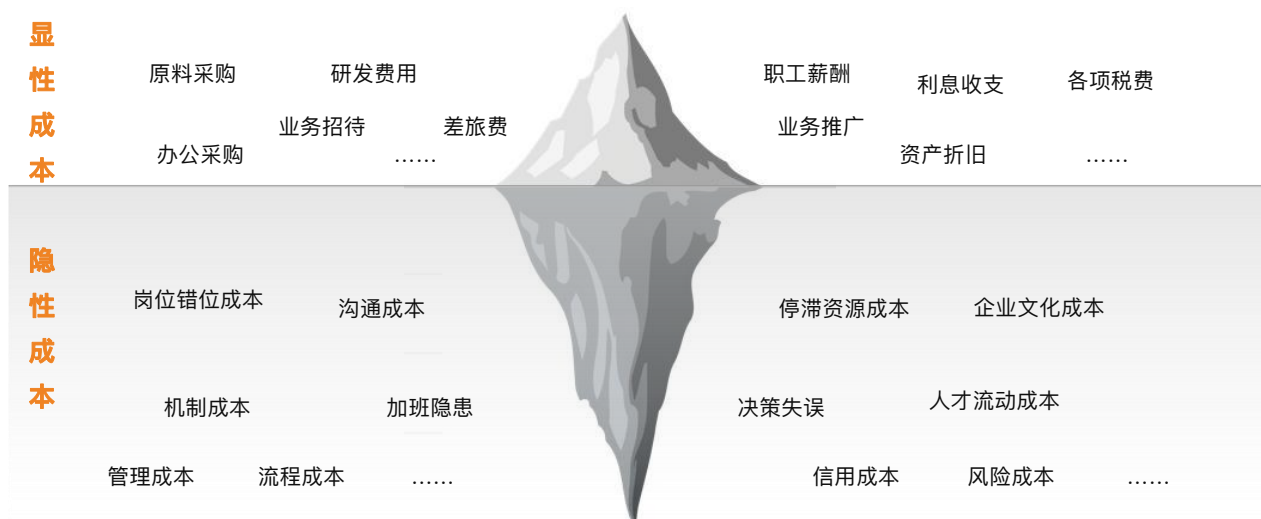 显性成本
原料采购
研发费用
职工薪酬
利息收支
各项税费
业务招待
差旅费
业务推广
办公采购
……
资产折旧
……
隐性成本
岗位错位成本
沟通成本
停滞资源成本
企业文化成本
机制成本
加班隐患
决策失误
人才流动成本
管理成本
流程成本
……
信用成本
风险成本
……